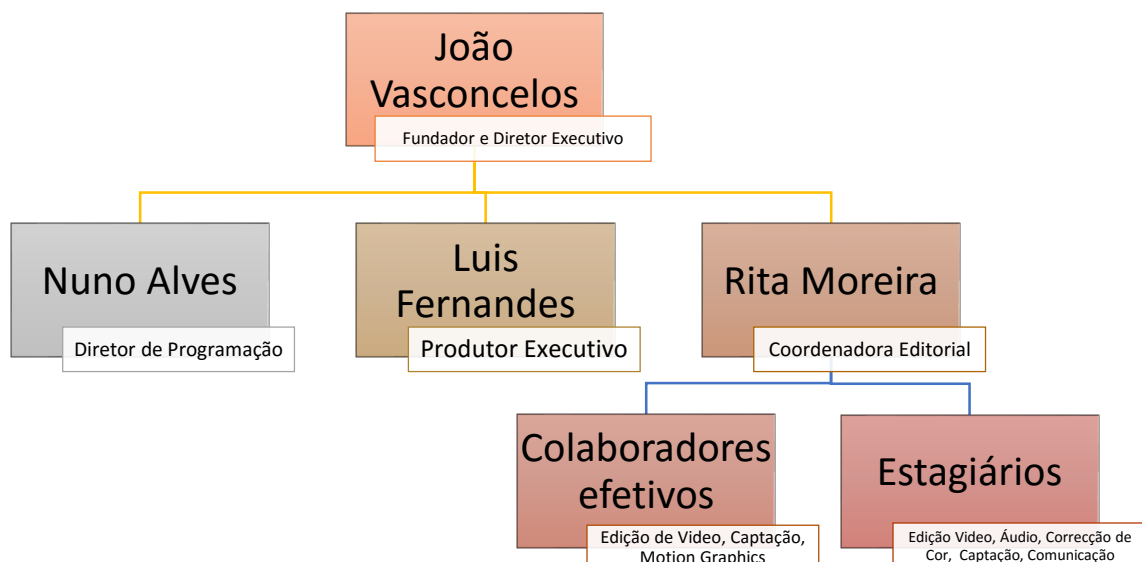 João
Vasconcelos
Fundador e Diretor Executivo
Nuno Alves
Diretor de Programação
Luis
Fernandes
Produtor Executivo
Rita Moreira
Coordenadora Editorial
Colaboradores
efetivos
Edição de Video, Captação,
Motion Graphics
Estagiários
Edição Video, Áudio, Correcção de
Cor, Captação, Comunicação